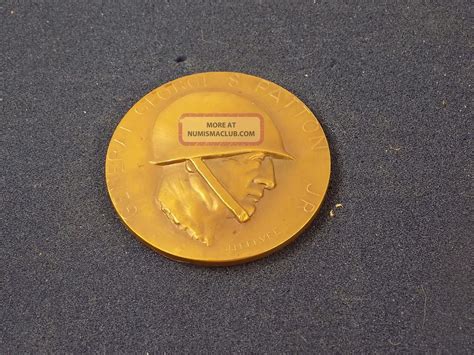 GENERAL GEORGE S PATTON JR
MORE AT
NUMISMACLUB.COM